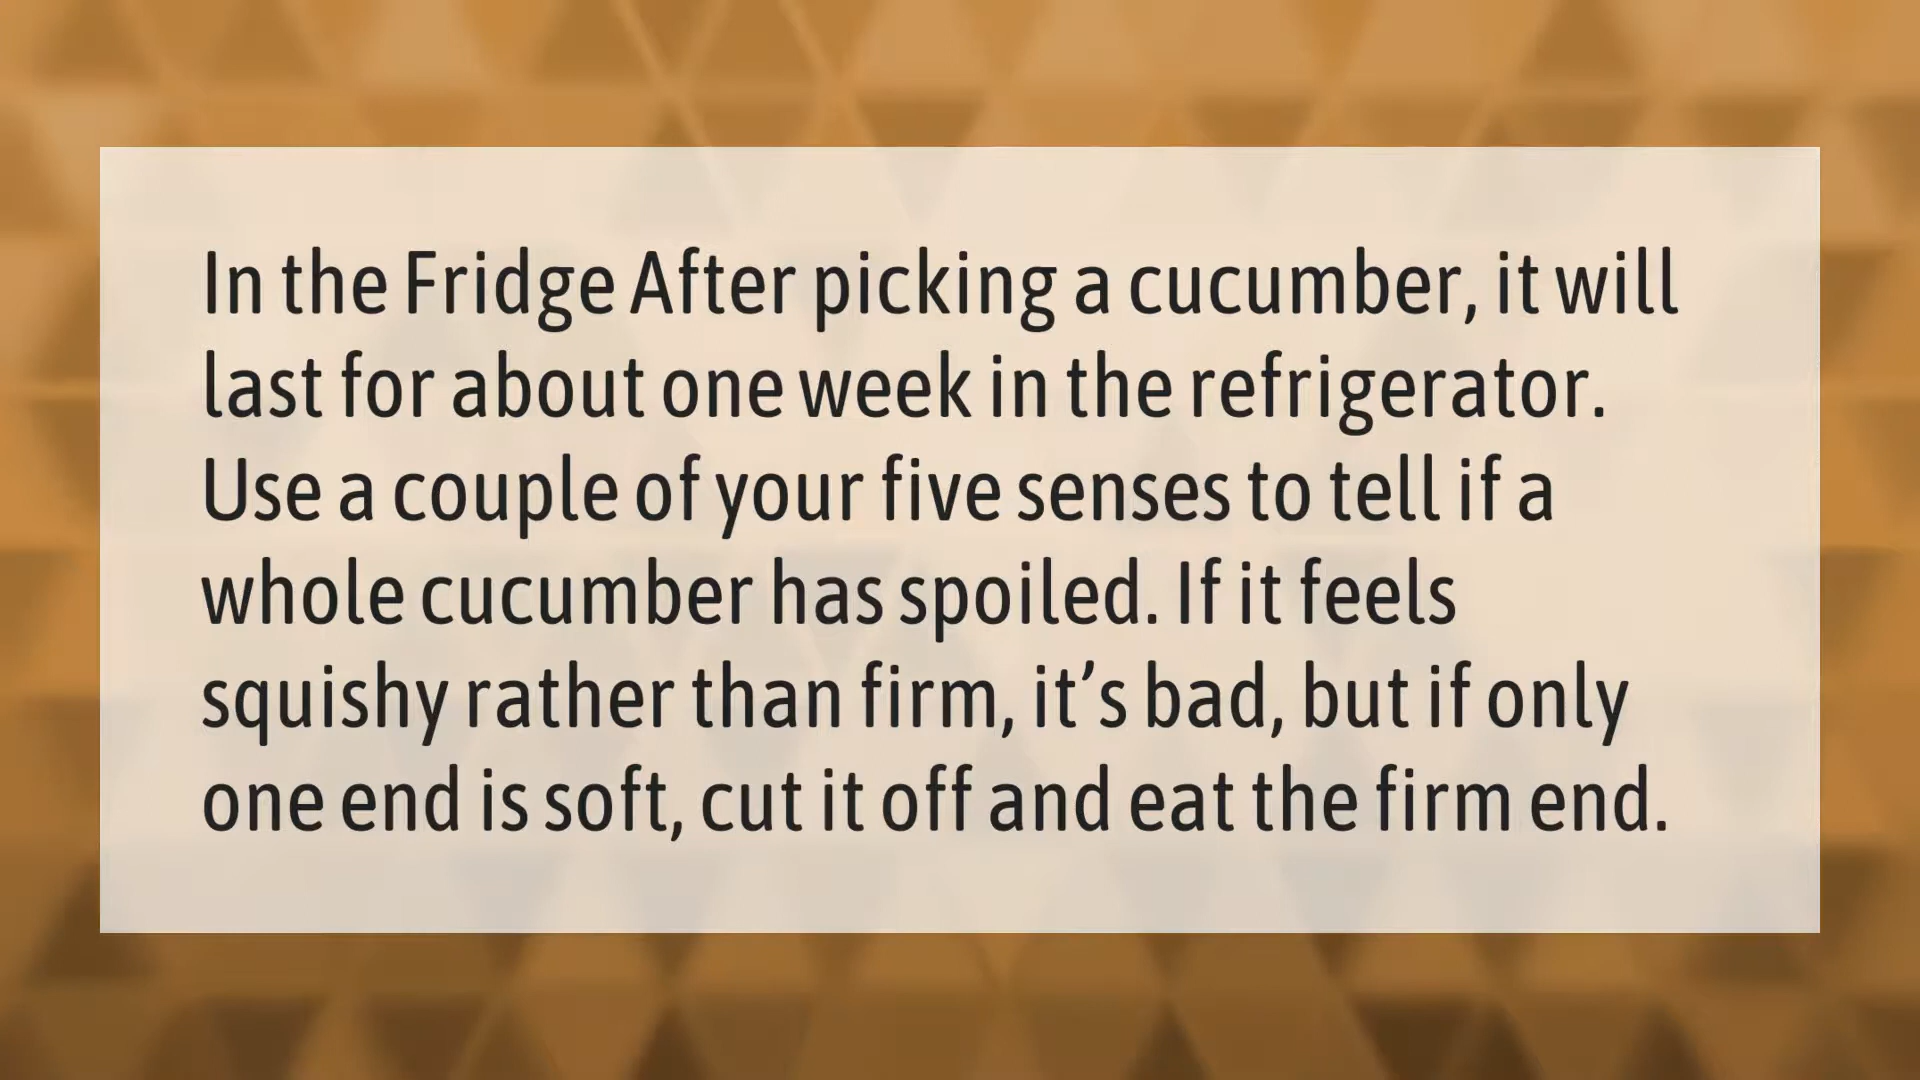 In the Fridge After picking a cucumber, it will
last for about one week in the refrigerator.
Use a couple of your five senses to tell if a
whole cucumber has spoiled. If it feels
squishy rather than firm, it’s bad, but if only
one end is soft, cut it off and eat the firm end.